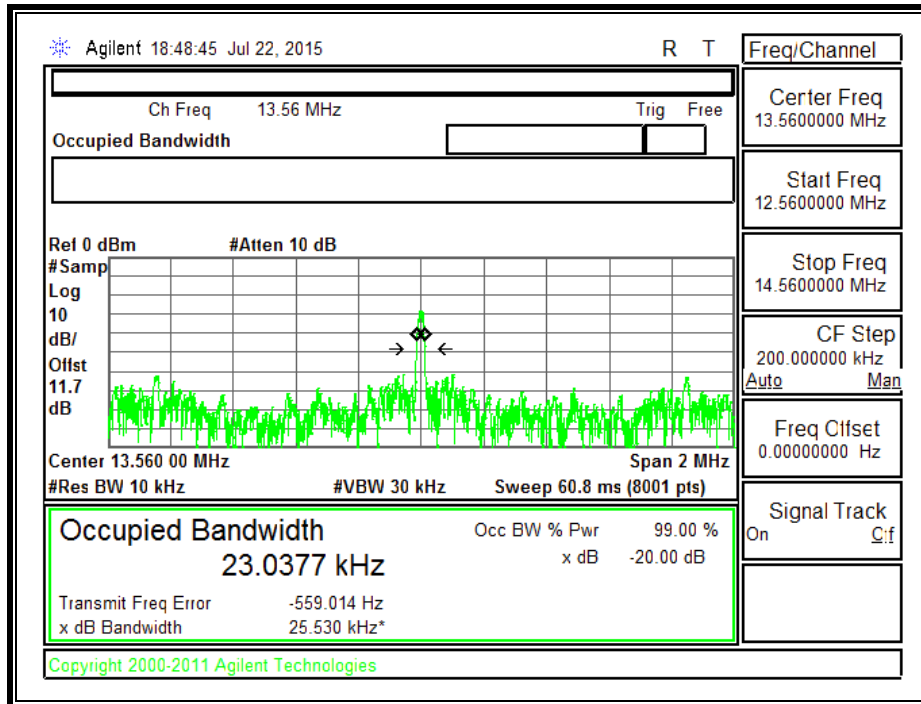 Agilent 18:48:45 Jul 22, 2015 R T
Ch Freq 13.56 MHz Trig Free
Occupied Bandwidth
Ref 0 dBm #Atten 10 dB
#Samp
Log
10
dB/
Offst
11.7
dB
Center 13.560 00 MHz Span 2 MHz
#Res BW 10 kHz #VBW 30 kHz Sweep 60.8 ms (8001 pts)
Occupied Bandwidth
23.0377 kHz
Occ BW % Pwr 99.00 %
x dB -20.00 dB
Transmit Freq Error -559.014 Hz
x dB Bandwidth 25.530 kHz*
Copyright 2000-2011 Agilent Technologies
Freq/Channel
Center Freq
13.5600000 MHz
Start Freq
12.5600000 MHz
Stop Freq
14.5600000 MHz
CF Step
200.000000 kHz
Auto Man
Freq Offset
0.00000000 Hz
Signal Track
On Off